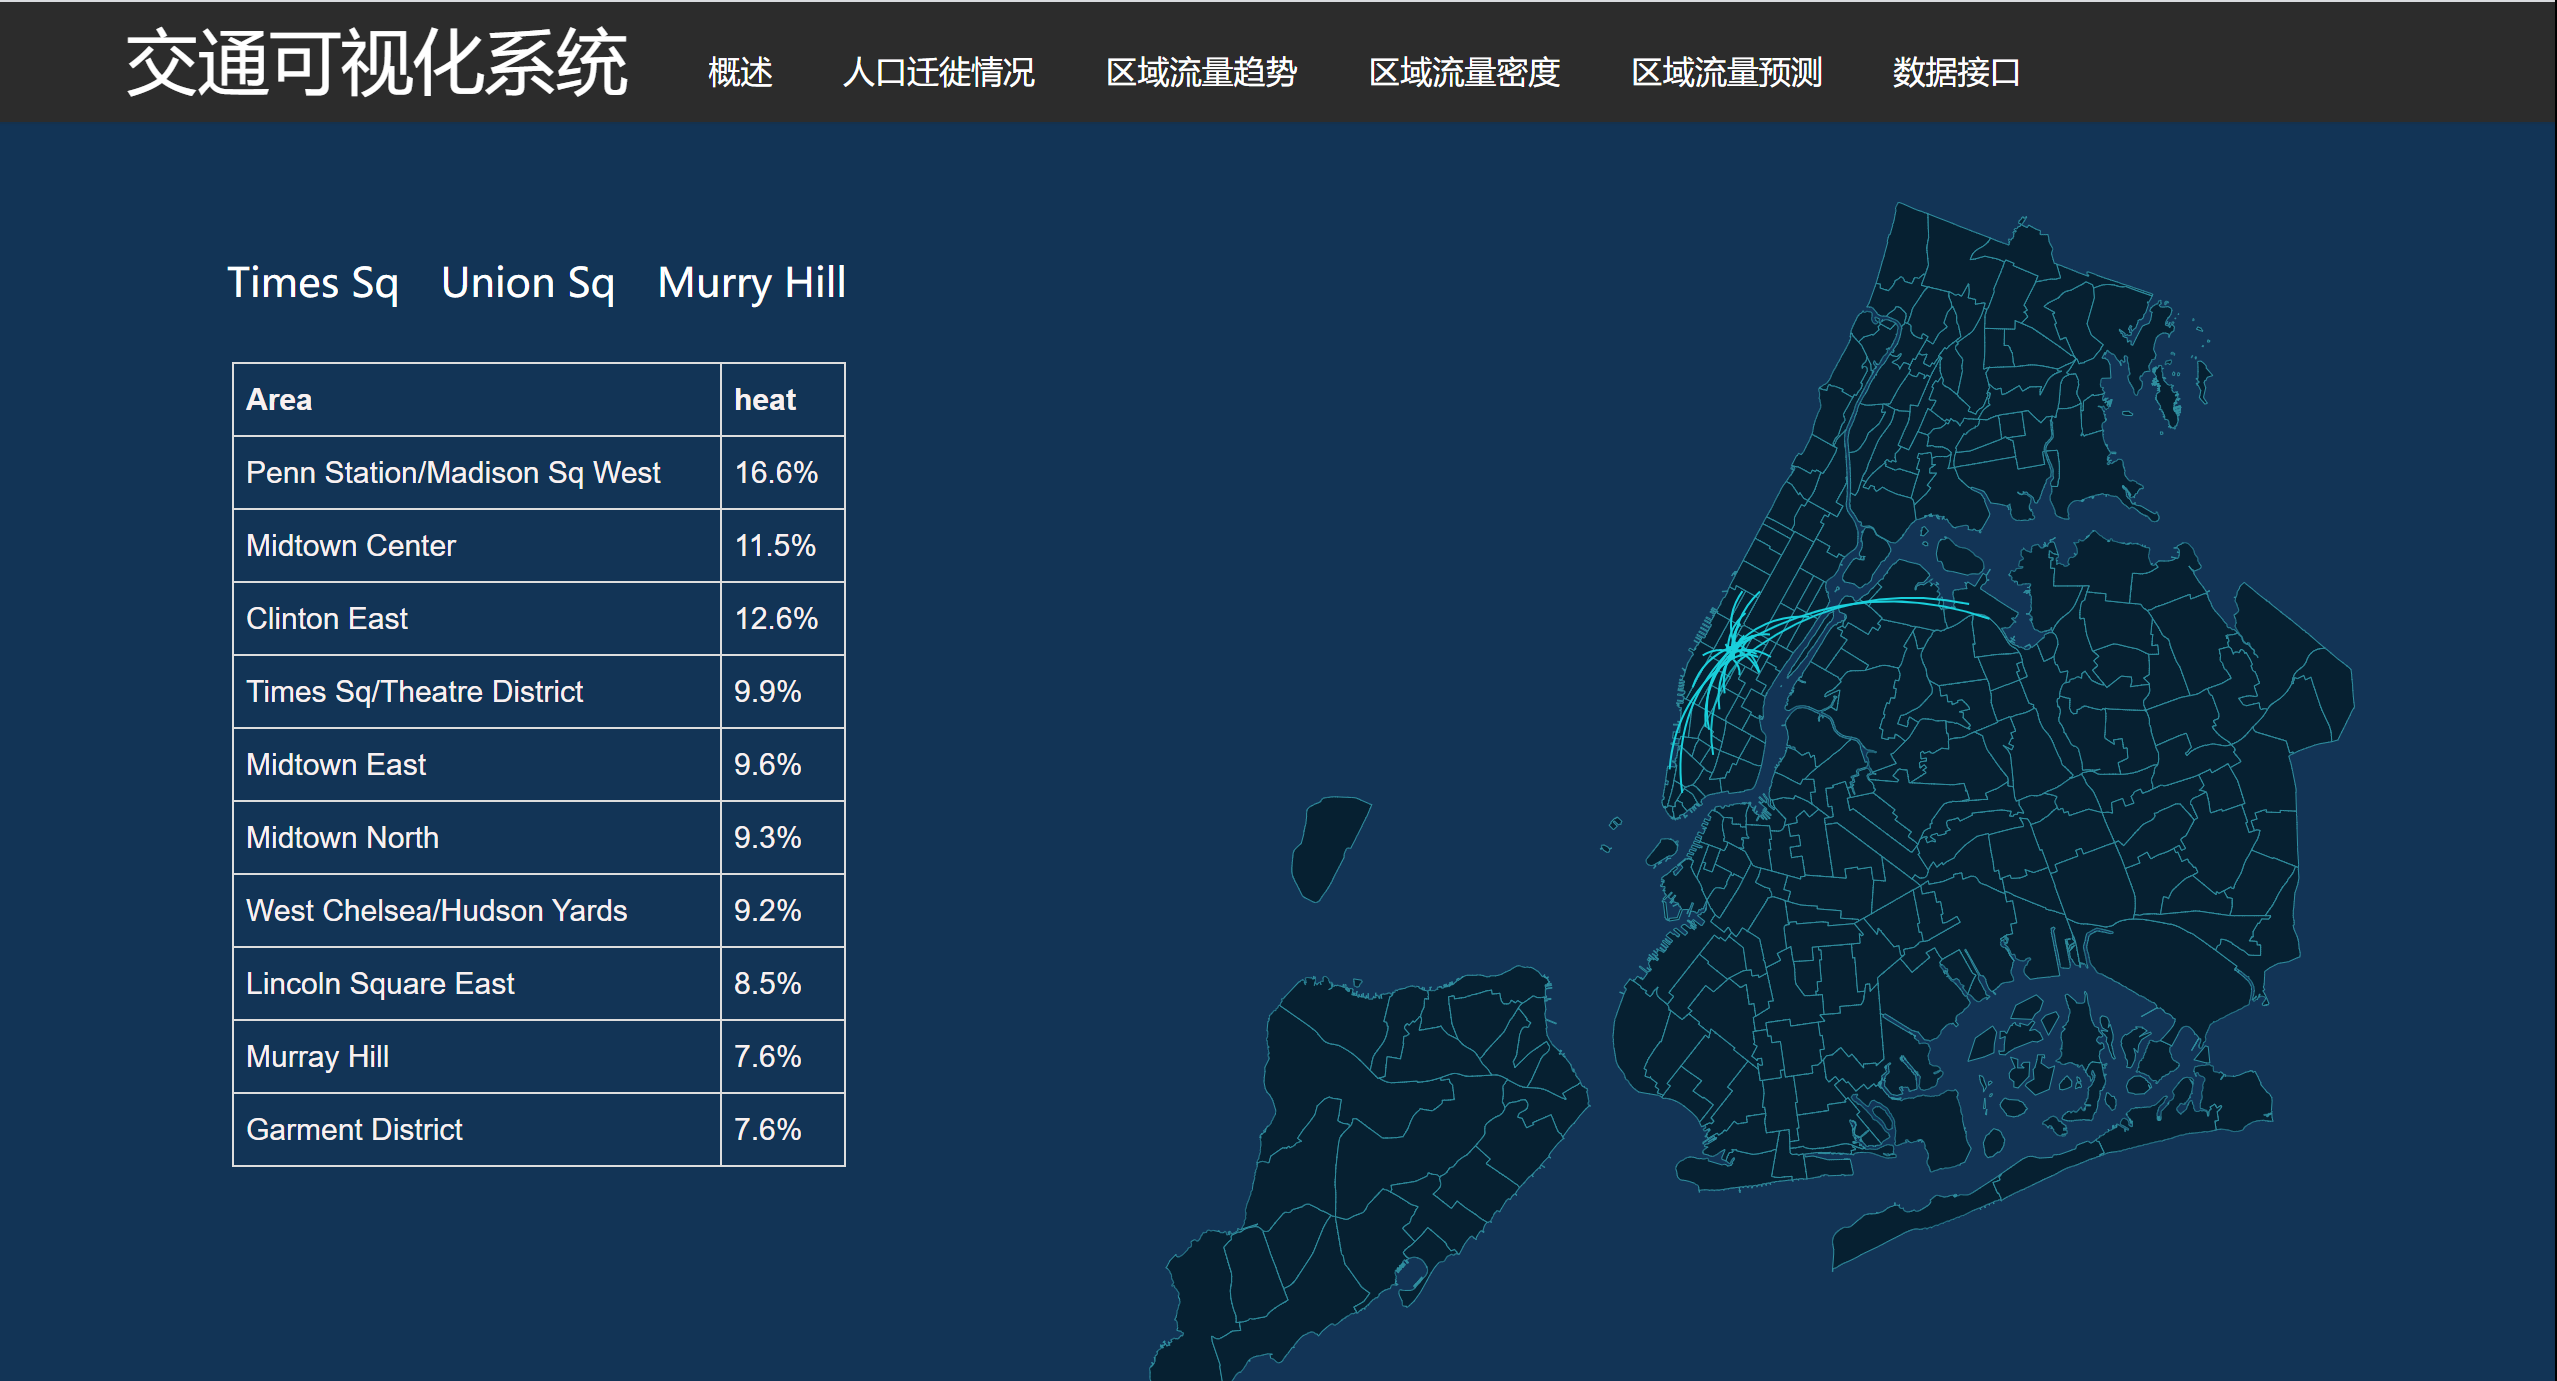 交通可视化系统 概述 人口迁徙情况 区域流量趋势 区域流量密度 区域流量预测 数据接口
Times Sq Union Sq Murry Hill
Area heat
Penn Station/Madison Sq West 16.6%
Midtown Center 11.5%
Clinton East 12.6%
Times Sq/Theatre District 9.9%
Midtown East 9.6%
Midtown North 9.3%
West Chelsea/Hudson Yards 9.2%
Lincoln Square East 8.5%
Murray Hill 7.6%
Garment District 7.6%